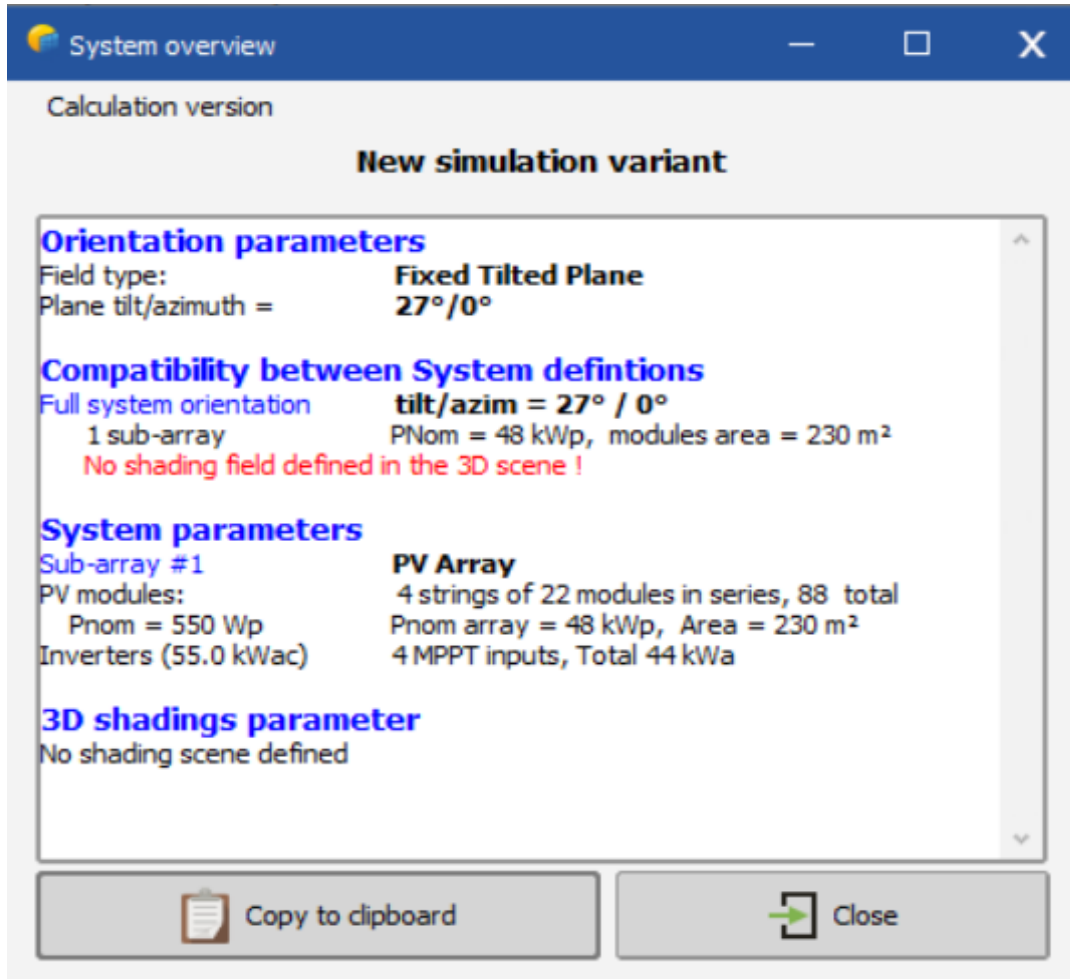 System overview
Calculation version
New simulation variant
Orientation parameters
Field type: Fixed Tilted Plane
Plane tilt/azimuth = 27°/0°
Compatibility between System defintions
Full system orientation tilt/azim = 27° / 0°
1 sub-array PNom = 48 kWp, modules area = 230 m²
No shading field defined in the 3D scene !
System parameters
Sub-array #1 PV Array
PV modules: 4 strings of 22 modules in series, 88 total
Pnom = 550 Wp Pnom array = 48 kWp, Area = 230 m²
Inverters (55.0 kWac) 4 MPPT inputs, Total 44 kWa
3D shadings parameter
No shading scene defined
Copy to clipboard Close